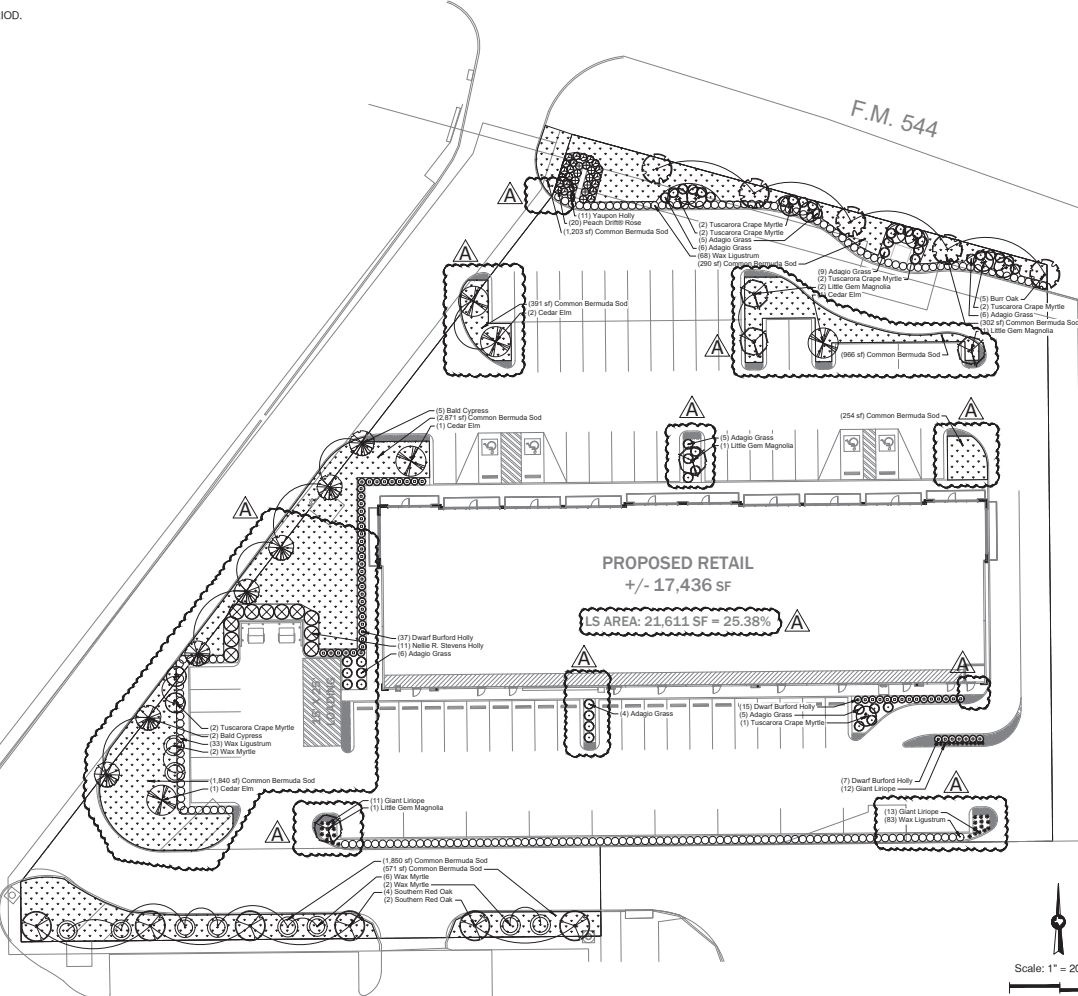 IOD.
F.M. 544
A
(11) Yaupon Holly
(20) Peach Drift® Rose
(1,203 sf) Common Bermuda Sod
(2) Tuscarora Crape Myrtle
(2) Tuscarora Crape Myrtle
(5) Adagio Grass
(6) Adagio Grass
(68) Wax Ligustrum
(290 sf) Common Bermuda Sod
(9) Adagio Grass
(2) Tuscarora Crape Myrtle
(2) Little Gem Magnolia
Cedar Elm
(5) Burr Oak
(2) Tuscarora Crape Myrtle
(6) Adagio Grass
(302 sf) Common Bermuda Sod
(1) Little Gem Magnolia
A
(391 sf) Common Bermuda Sod
(2) Cedar Elm
A
(966 sf) Common Bermuda Sod
(5) Bald Cypress
(2,871 sf) Common Bermuda Sod
(1) Cedar Elm
A
(5) Adagio Grass
(1) Little Gem Magnolia
(254 sf) Common Bermuda Sod
A
A
PROPOSED RETAIL
+/- 17,436 SF
LS AREA: 21,611 SF = 25.38%
A
(37) Dwarf Burford Holly
(11) Nellie R. Stevens Holly
(6) Adagio Grass
15 X 25
LOADING
A
(4) Adagio Grass
A
(15) Dwarf Burford Holly
(5) Adagio Grass
(1) Tuscarora Crape Myrtle
(2) Tuscarora Crape Myrtle
(2) Bald Cypress
(33) Wax Ligustrum
(2) Wax Myrtle
(1,840 sf) Common Bermuda Sod
(1) Cedar Elm
(7) Dwarf Burford Holly
(12) Giant Liriope
A
(11) Giant Liriope
(1) Little Gem Magnolia
A
(13) Giant Liriope
(83) Wax Ligustrum
(1,850 sf) Common Bermuda Sod
(571 sf) Common Bermuda Sod
(6) Wax Myrtle
(2) Wax Myrtle
(4) Southern Red Oak
(2) Southern Red Oak
Scale: 1" = 20